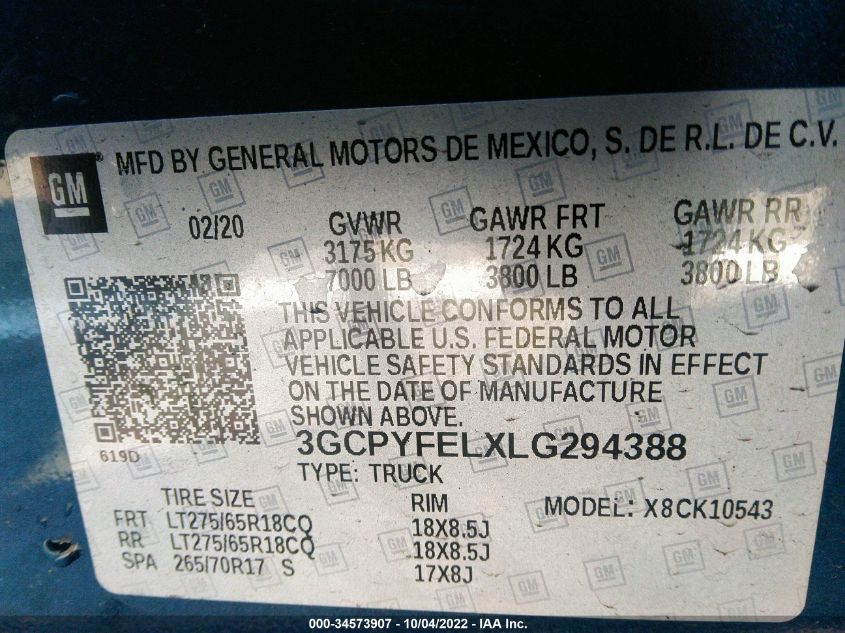 GM
MFD BY GENERAL MOTORS DE MEXICO, S. DE R.L. DE C.V.
02/20
GVWR GAWR FRT GAWR RR
3175 KG 1724 KG 1724 KG
7000 LB 3800 LB 3800 LB
THIS VEHICLE CONFORMS TO ALL
APPLICABLE U.S. FEDERAL MOTOR
VEHICLE SAFETY STANDARDS IN EFFECT
ON THE DATE OF MANUFACTURE
SHOWN ABOVE.
619D
3GCPYFELXLG294388
TYPE: TRUCK
TIRE SIZE RIM MODEL: X8CK10543
FRT LT275/65R18CQ 18X8.5J
RR LT275/65R18CQ 18X8.5J
SPA 265/70R17 S 17X8J
000-34573907 - 10/04/2022 - IAA Inc.